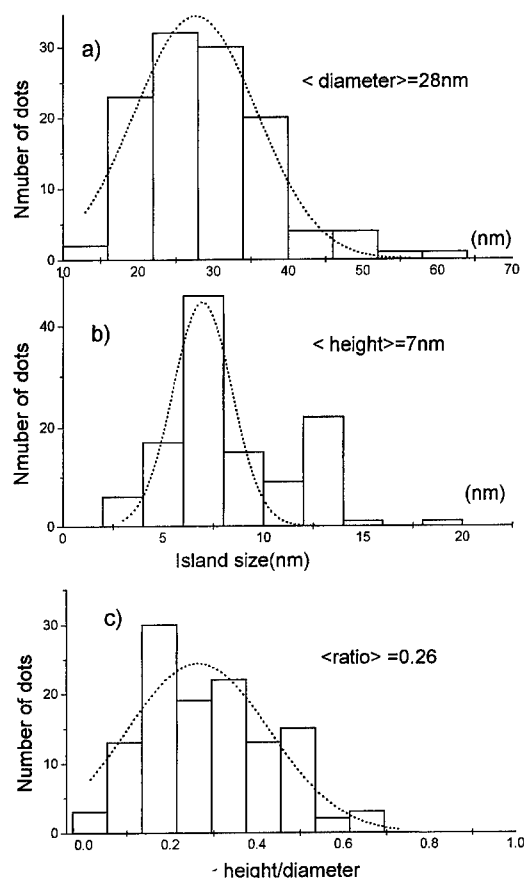 a)
< diameter>=28nm
Nmuber of dots
30
20
10
0
(nm)
10 20 30 40 50 60 70
b)
< height>=7nm
Nmuber of dots
40
20
0
(nm)
0 5 10 15 20
Island size(nm)
c)
<ratio> =0.26
Number of dots
30
20
10
0
0.0 0.2 0.4 0.6 0.8 1.0
height/diameter